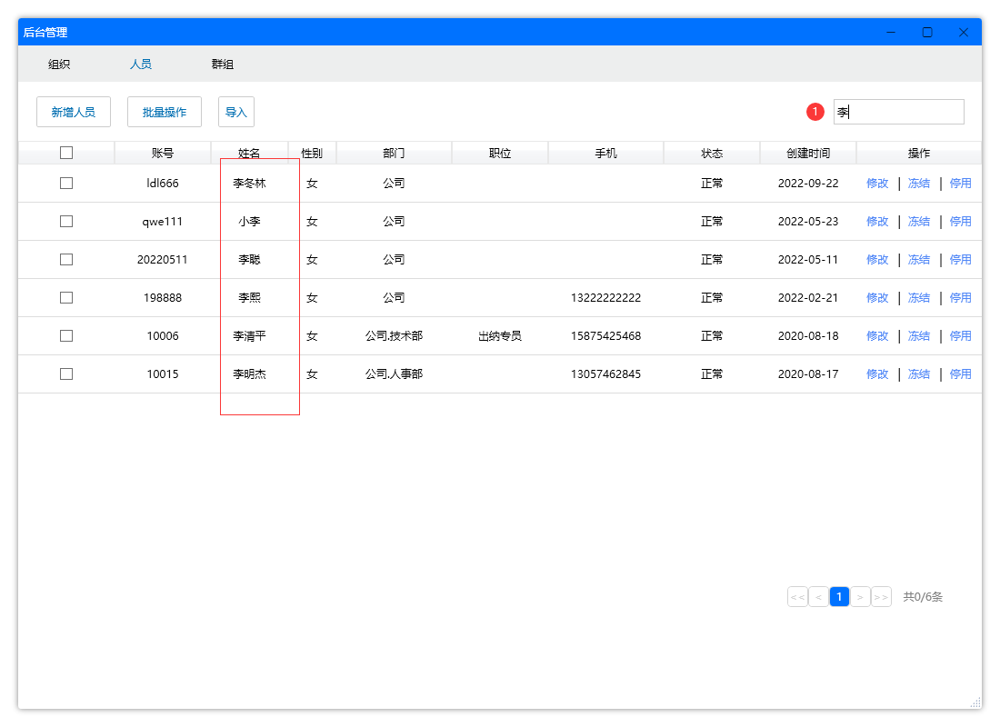 后台管理
组织 人员 群组
新增人员 批量操作 导入 1 李
账号 姓名 性别 部门 职位 手机 状态 创建时间 操作
ldl666 李冬林 女 公司 正常 2022-09-22 修改 | 冻结 | 停用
qwe111 小李 女 公司 正常 2022-05-23 修改 | 冻结 | 停用
20220511 李聪 女 公司 正常 2022-05-11 修改 | 冻结 | 停用
198888 李熙 女 公司 13222222222 正常 2022-02-21 修改 | 冻结 | 停用
10006 李清平 女 公司.技术部 出纳专员 15875425468 正常 2020-08-18 修改 | 冻结 | 停用
10015 李明杰 女 公司.人事部 13057462845 正常 2020-08-17 修改 | 冻结 | 停用
<< < 1 > >> 共0/6条